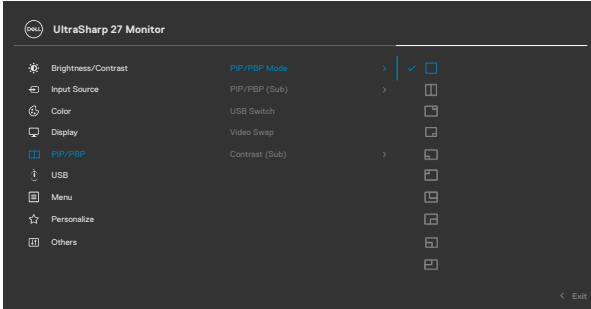 DELL UltraSharp 27 Monitor
Brightness/Contrast PIP/PBP Mode
Input Source PIP/PBP (Sub)
Color USB Switch
Display Video Swap
PIP/PBP Contrast (Sub)
USB
Menu
Personalize
Others
Exit